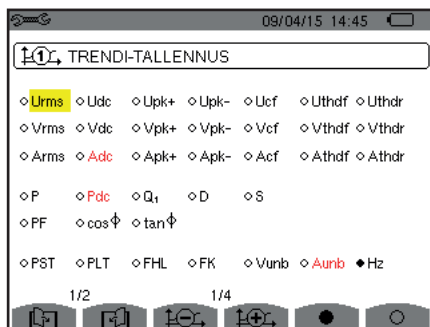 09/04/15 14:45
1 TRENDI-TALLENNUS
Urms Udc Upk+ Upk- Ucf Uthdf Uthdr
Vrms Vdc Vpk+ Vpk- Vcf Vthdf Vthdr
Arms Adc Apk+ Apk- Acf Athdf Athdr
P Pdc Q₁ D S
PF cosΦ tanΦ
PST PLT FHL FK Vunb Aunb Hz
1/2 1/4